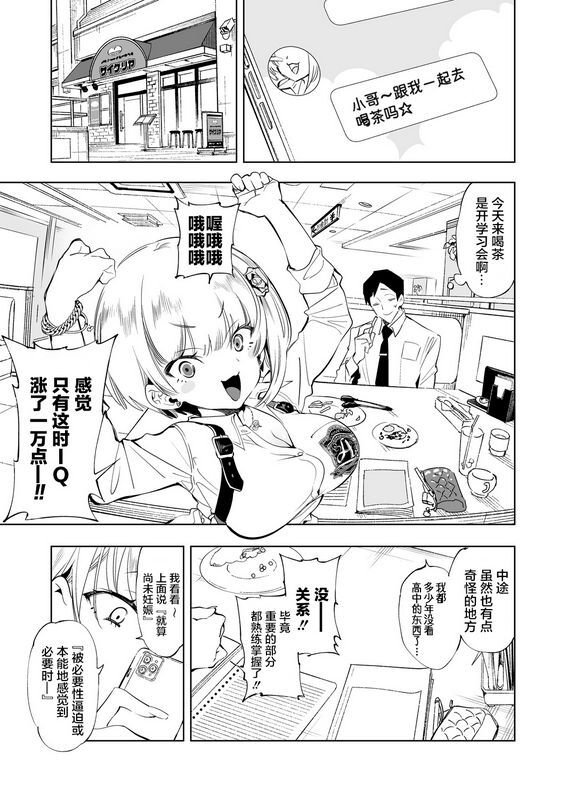 小哥～跟我一起去
喝茶吗☆
サイクリヤ
今天来喝茶
是开学习会啊…
喔哦哦
哦哦哦
感觉
只有这时IQ
涨了一万点—!!
中途
虽然也有点
奇怪的地方
我都
多少年没看
高中的东西了…
没——
关系!!
毕竟
重要的部分
都熟练掌握了!!
我看看～
上面说『就算
尚未妊娠』
『被必要性逼迫或
本能地感觉到
必要时—』